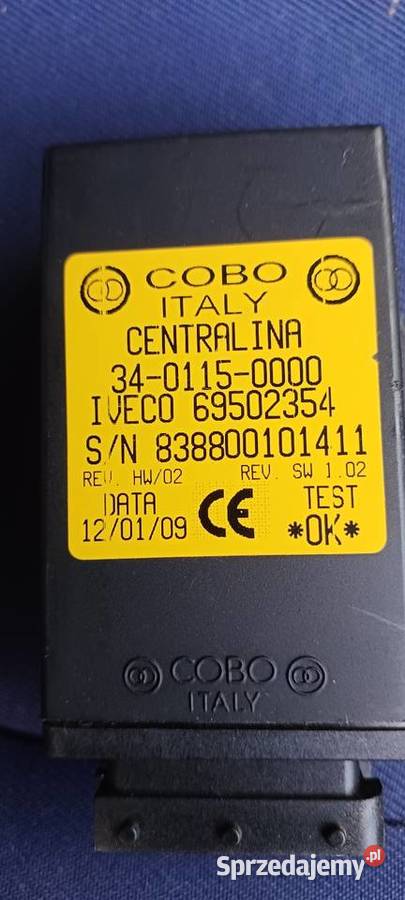 COBO
ITALY
CENTRALINA
34-0115-0000
IVECO 69502354
S/N 838800101411
REV. HW/02 REV. SW 1.02
DATA TEST
12/01/09 CE *OK*
COBO
ITALY
Sprzedajemy.pl